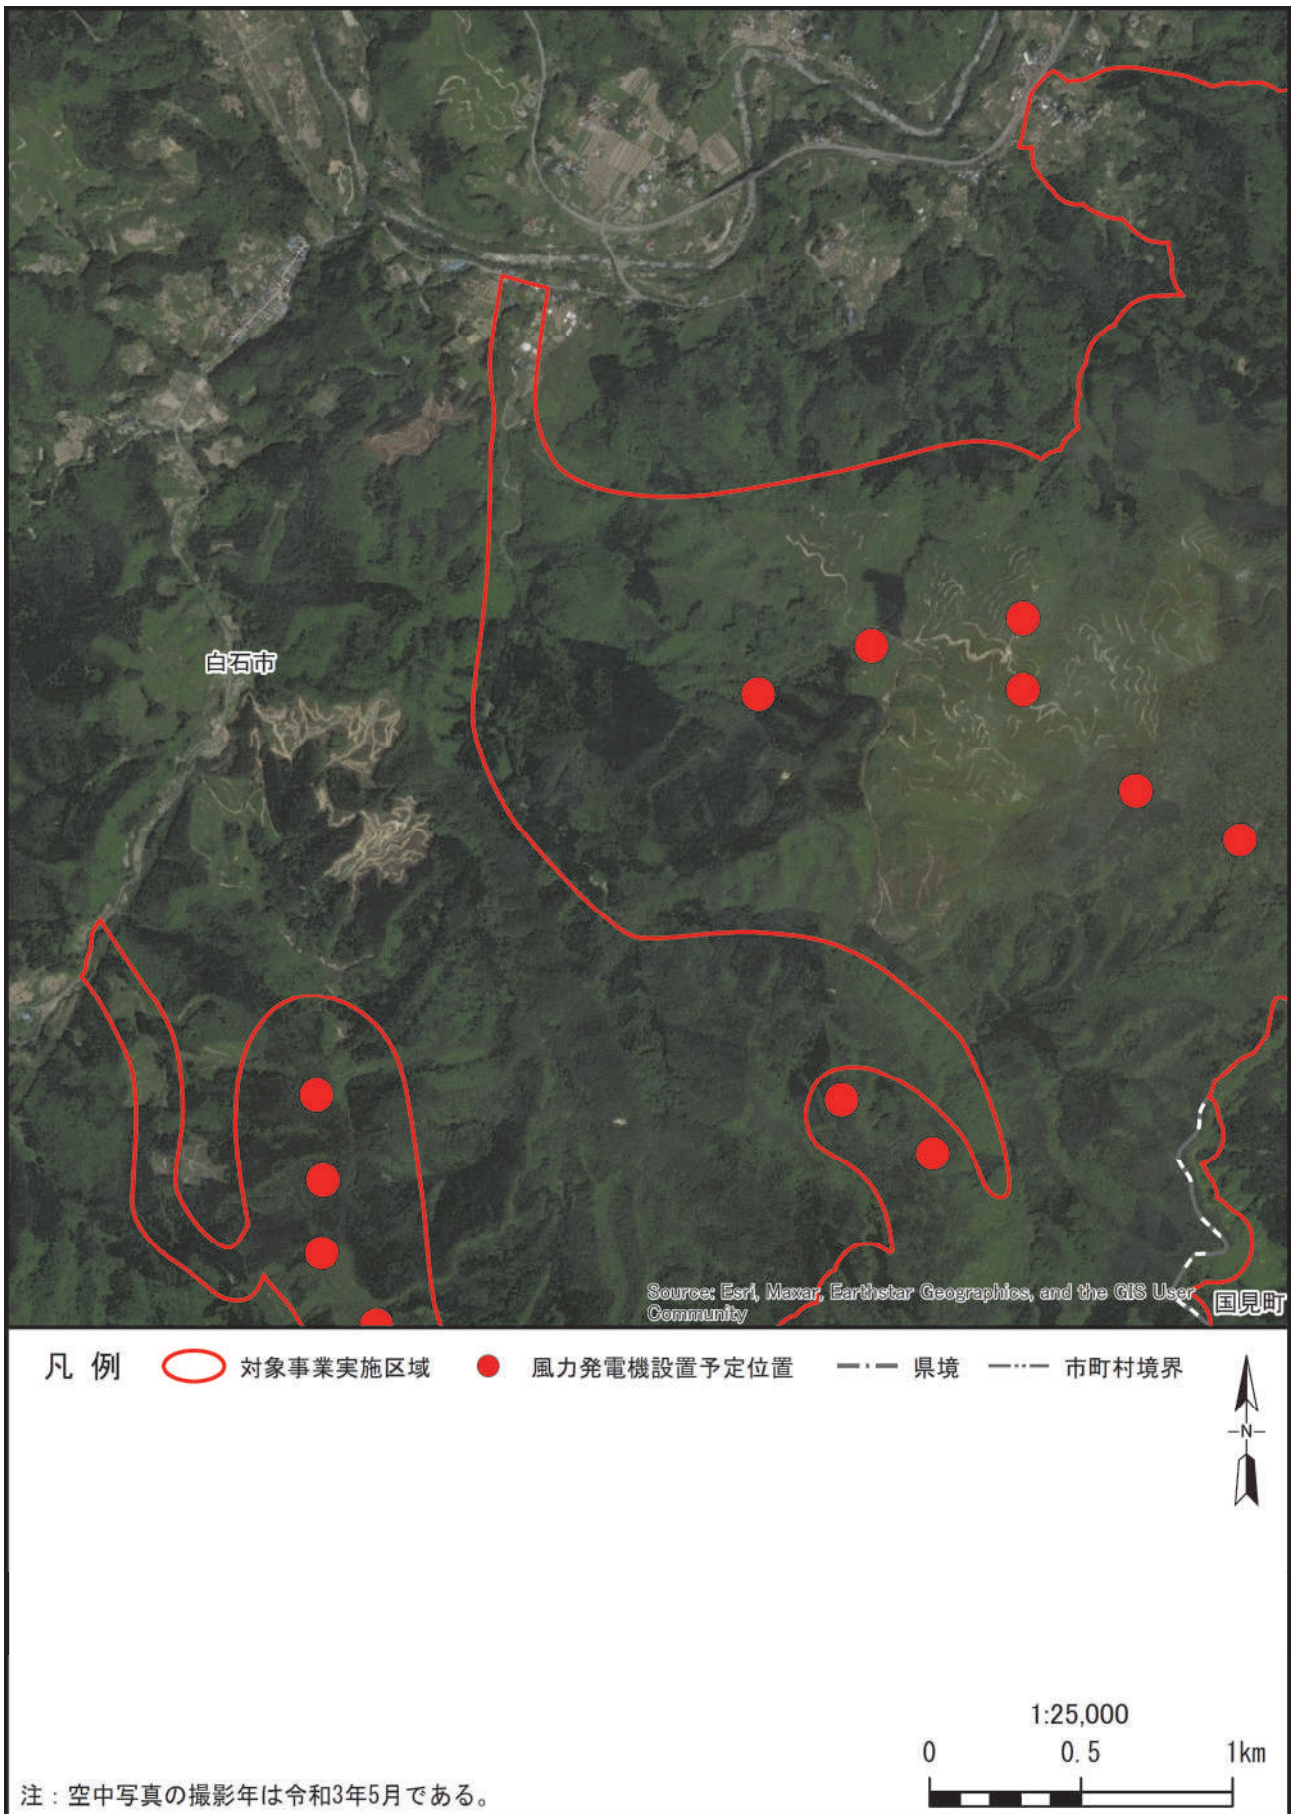 白石市
Source: Esri, Maxar, Earthstar Geographics, and the GIS User
Community
国見町
凡 例 対象事業実施区域 風力発電機設置予定位置 県境 市町村境界
N
1:25,000
0 0.5 1km
注：空中写真の撮影年は令和3年5月である。